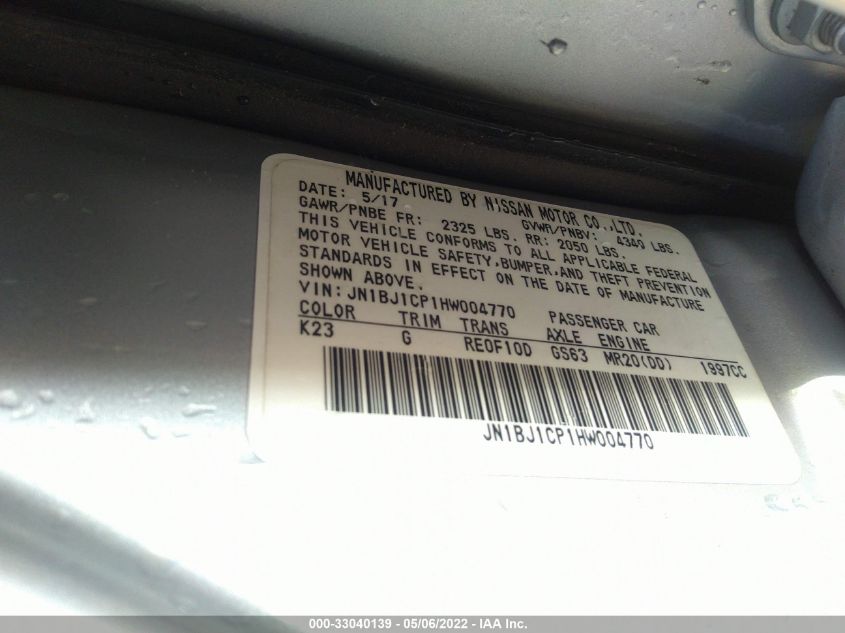 MANUFACTURED BY NISSAN MOTOR CO.,LTD.
DATE: 5/17 GVWR/PNBV: 4340 LBS.
GAWR/PNBE FR: 2325 LBS. RR: 2050 LBS.
THIS VEHICLE CONFORMS TO ALL APPLICABLE FEDERAL
MOTOR VEHICLE SAFETY,BUMPER,AND THEFT PREVENTION
STANDARDS IN EFFECT ON THE DATE OF MANUFACTURE
SHOWN ABOVE.
VIN:JN1BJ1CP1HW004770 PASSENGER CAR
COLOR TRIM TRANS AXLE ENGINE
K23 G RE0F10D GS63 MR20(DD) 1997CC
JN1BJ1CP1HW004770
000-33040139 - 05/06/2022 - IAA Inc.